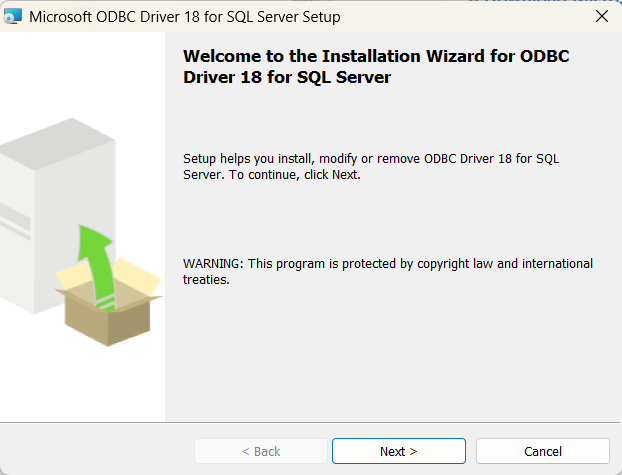 Microsoft ODBC Driver 18 for SQL Server Setup
Welcome to the Installation Wizard for ODBC
Driver 18 for SQL Server
Setup helps you install, modify or remove ODBC Driver 18 for SQL
Server. To continue, click Next.
WARNING: This program is protected by copyright law and international
treaties.
< Back
Next >
Cancel